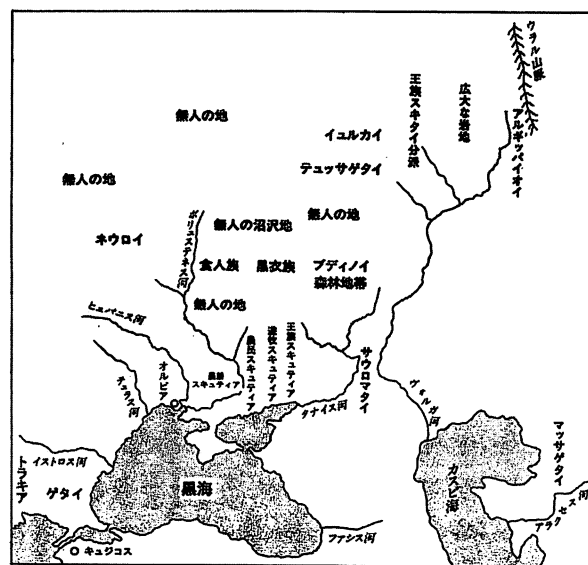 ウラル山脈
広大な岩地
王族スキタイ分派
アルギッパイオイ
無人の地
イュルカイ
テュッサゲタイ
無人の地
ボリュステネス河
無人の沼沢地
無人の地
ネウロイ
食人族
黒衣族
ブディノイ
森林地帯
無人の地
ヒュパニス河
テュラス河
オルビア
スキュティア
農民スキュティア
遊牧スキュティア
王族スキュティア
サウロマタイ
タナイス河
ヴォルガ河
イストロス河
トラキア
ゲタイ
黒海
カスピ海
マッサゲタイ
アラクセス河
ファシス河
キュジコス